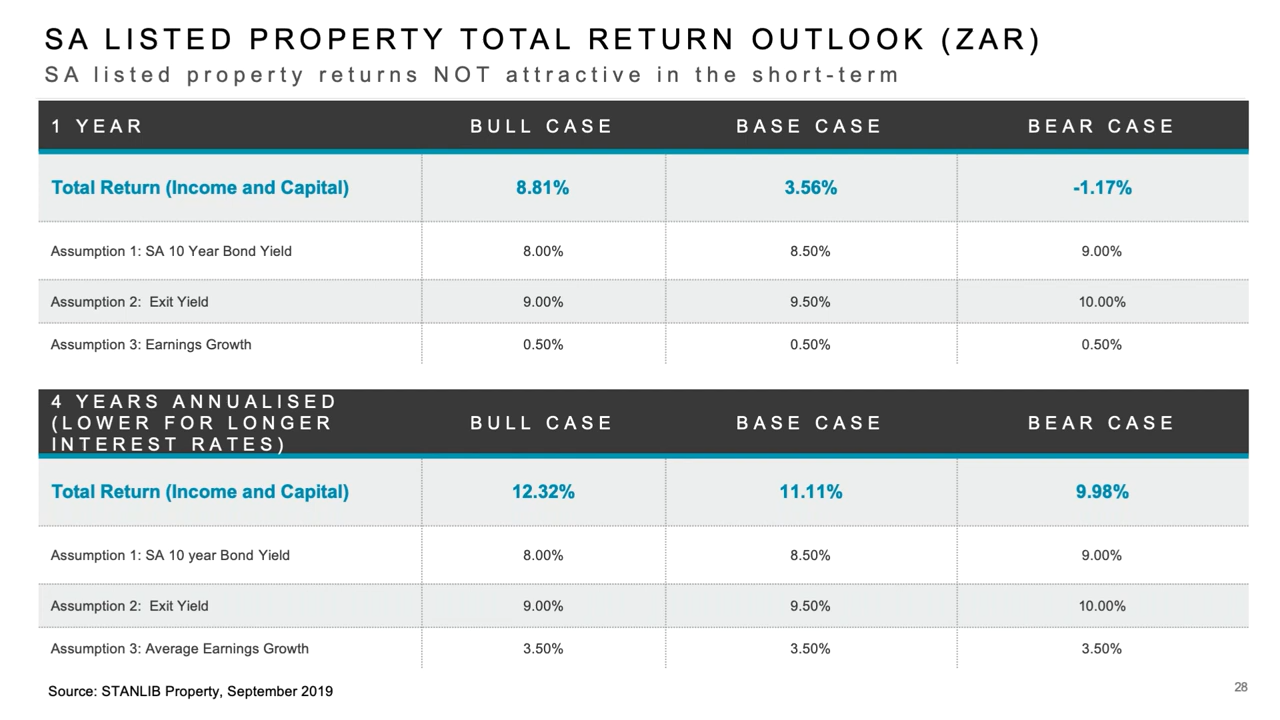 SA LISTED PROPERTY TOTAL RETURN OUTLOOK (ZAR)
SA listed property returns NOT attractive in the short-term
1 YEAR BULL CASE BASE CASE BEAR CASE
Total Return (Income and Capital) 8.81% 3.56% -1.17%
Assumption 1: SA 10 Year Bond Yield 8.00% 8.50% 9.00%
Assumption 2:  Exit Yield 9.00% 9.50% 10.00%
Assumption 3: Earnings Growth 0.50% 0.50% 0.50%
4 YEARS ANNUALISED
(LOWER FOR LONGER BULL CASE BASE CASE BEAR CASE
INTEREST RATES)
Total Return (Income and Capital) 12.32% 11.11% 9.98%
Assumption 1: SA 10 year Bond Yield 8.00% 8.50% 9.00%
Assumption 2:  Exit Yield 9.00% 9.50% 10.00%
Assumption 3: Average Earnings Growth 3.50% 3.50% 3.50%
Source: STANLIB Property, September 2019
28